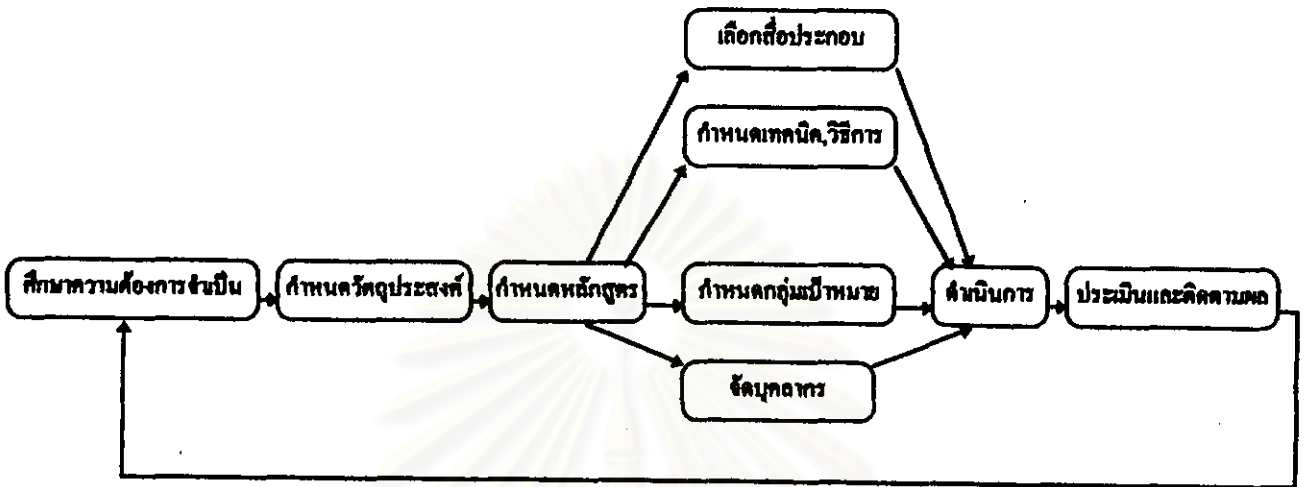 เลือกสื่อประกอบ
กำหนดเทคนิค,วิธีการ
ศึกษาความต้องการจำเป็น
กำหนดวัตถุประสงค์
กำหนดหลักสูตร
กำหนดกลุ่มเป้าหมาย
ดำเนินการ
ประเมินและติดตามผล
จัดบุคลากร